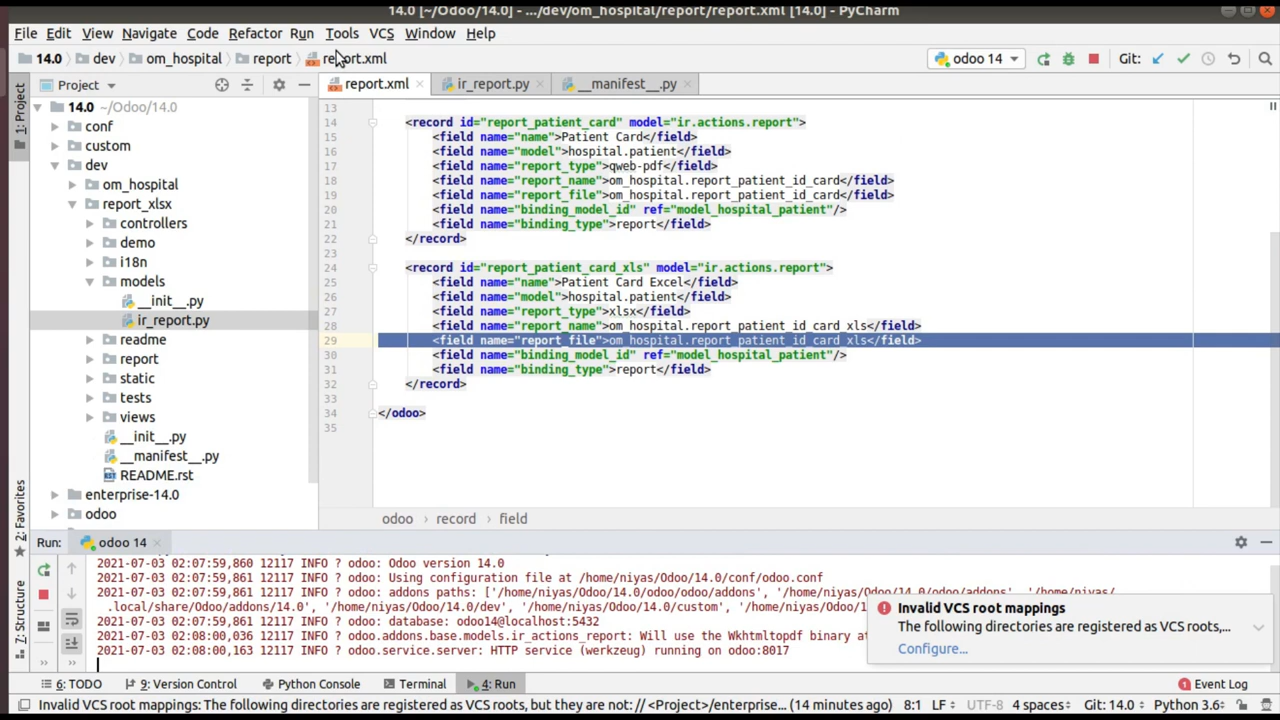 14.0 [~/Odoo/14.0] - .../dev/om_hospital/report/report.xml [14.0] - PyCharm
File Edit View Navigate Code Refactor Run Tools VCS Window Help
14.0 dev om_hospital report report.xml odoo 14 Git:
Project report.xml ir_report.py __manifest__.py
1: Project
14.0 ~/Odoo/14.0
conf
custom
dev
om_hospital
report_xlsx
controllers
demo
i18n
models
__init__.py
ir_report.py
readme
report
static
tests
views
__init__.py
__manifest__.py
README.rst
enterprise-14.0
odoo
13
14 <record id="report_patient_card" model="ir.actions.report">
15 <field name="name">Patient Card</field>
16 <field name="model">hospital.patient</field>
17 <field name="report_type">qweb-pdf</field>
18 <field name="report_name">om_hospital.report_patient_id_card</field>
19 <field name="report_file">om_hospital.report_patient_id_card</field>
20 <field name="binding_model_id" ref="model_hospital_patient"/>
21 <field name="binding_type">report</field>
22 </record>
23
24 <record id="report_patient_card_xls" model="ir.actions.report">
25 <field name="name">Patient Card Excel</field>
26 <field name="model">hospital.patient</field>
27 <field name="report_type">xlsx</field>
28 <field name="report_name">om_hospital.report_patient_id_card_xls</field>
29 <field name="report_file">om_hospital.report_patient_id_card_xls</field>
30 <field name="binding_model_id" ref="model_hospital_patient"/>
31 <field name="binding_type">report</field>
32 </record>
33
34 </odoo>
35
odoo record field
2: Favorites
7: Structure
Run: odoo 14
2021-07-03 02:07:59,860 12117 INFO ? odoo: Odoo version 14.0
2021-07-03 02:07:59,861 12117 INFO ? odoo: Using configuration file at /home/niyas/Odoo/14.0/conf/odoo.conf
2021-07-03 02:07:59,861 12117 INFO ? odoo: addons paths: ['/home/niyas/Odoo/14.0/odoo/odoo/addons', '/home/niyas/
.local/share/Odoo/addons/14.0', '/home/niyas/Odoo/14.0/dev', '/home/niyas/Odoo/14.0/custom', '/home/niyas/Odoo/1
2021-07-03 02:07:59,861 12117 INFO ? odoo: database: odoo14@localhost:5432
2021-07-03 02:08:00,036 12117 INFO ? odoo.addons.base.models.ir_actions_report: Will use the Wkhtmltopdf binary at
2021-07-03 02:08:00,163 12117 INFO ? odoo.service.server: HTTP service (werkzeug) running on odoo:8017
Invalid VCS root mappings
The following directories are registered as VCS roots,...
Configure...
6: TODO 9: Version Control Python Console Terminal 4: Run 1 Event Log
Invalid VCS root mappings: The following directories are registered as VCS roots, but they are not: // <Project>/enterprise... (14 minutes ago) 8:1 LF UTF-8 4 spaces Git: 14.0 Python 3.6